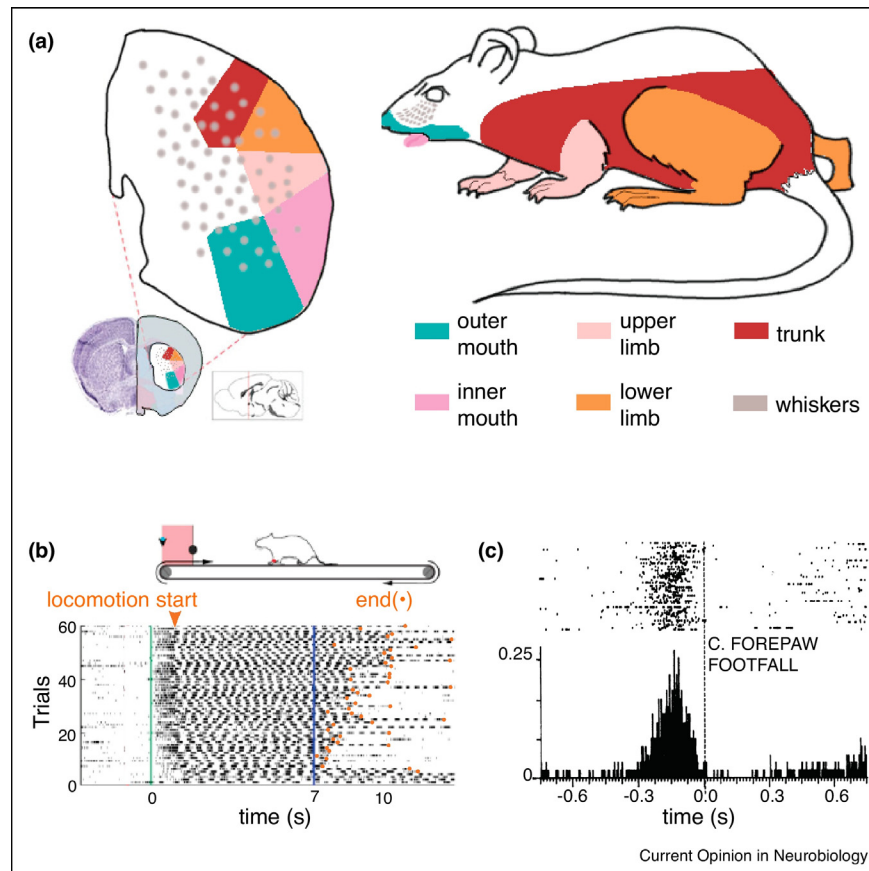 (a)
outer
mouth
upper
limb
trunk
inner
mouth
lower
limb
whiskers
(b)
locomotion start
end(•)
60
40
20
0
Trials
0
7
10
time (s)
(c)
C. FOREPAW
FOOTFALL
0.25
0
-0.6
-0.3
0.0
0.3
0.6
time (s)
Current Opinion in Neurobiology